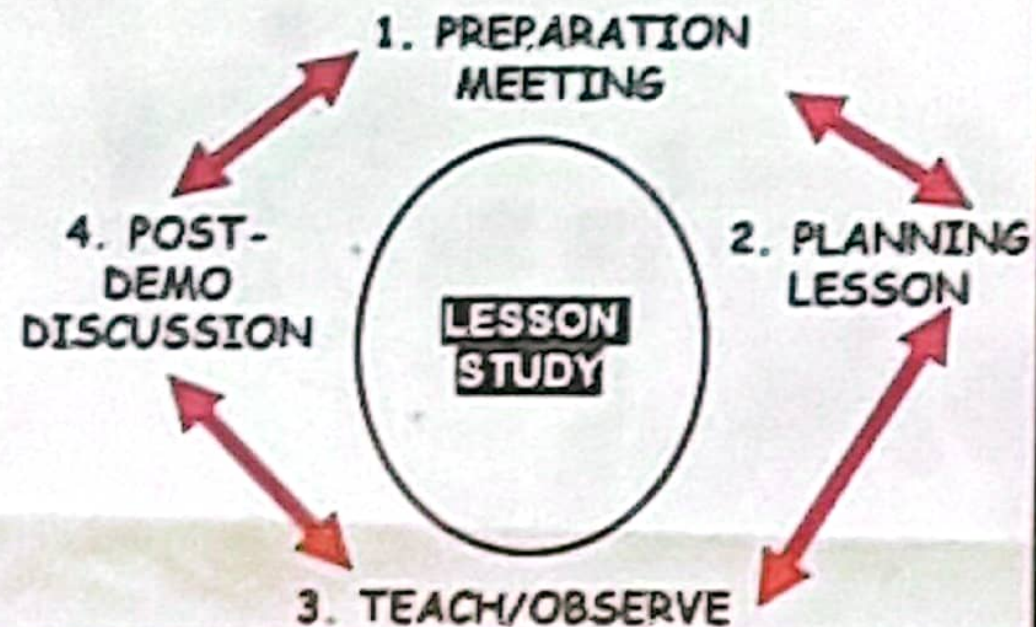 1. PREPARATION
MEETING
2. PLANNING
LESSON
3. TEACH/OBSERVE
4. POST-
DEMO
DISCUSSION
LESSON
STUDY